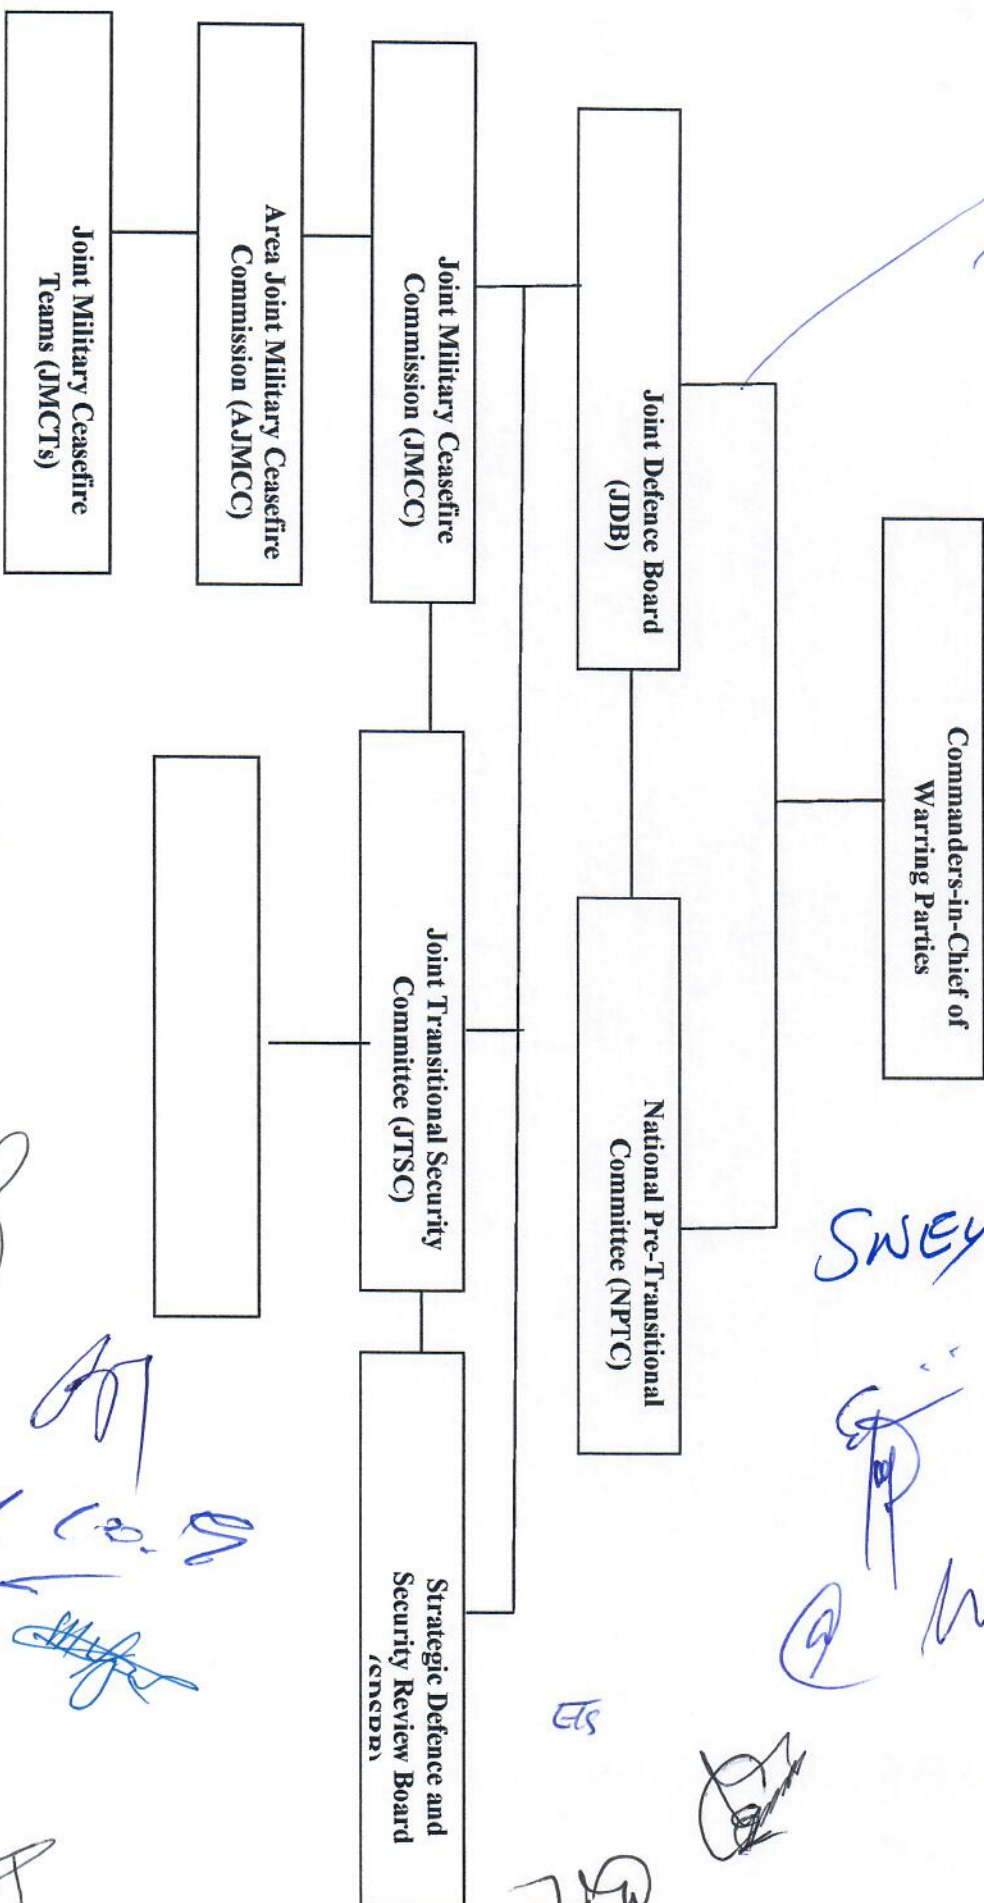 Commanders-in-Chief of
Warring Parties
Joint Defence Board
(JDB)
National Pre-Transitional
Committee (NPTC)
Joint Military Ceasefire
Commission (JMCC)
Joint Transitional Security
Committee (JTSC)
Strategic Defence and
Security Review Board
(SDSRB)
Area Joint Military Ceasefire
Commission (AJMCC)
Joint Military Ceasefire
Teams (JMCTs)